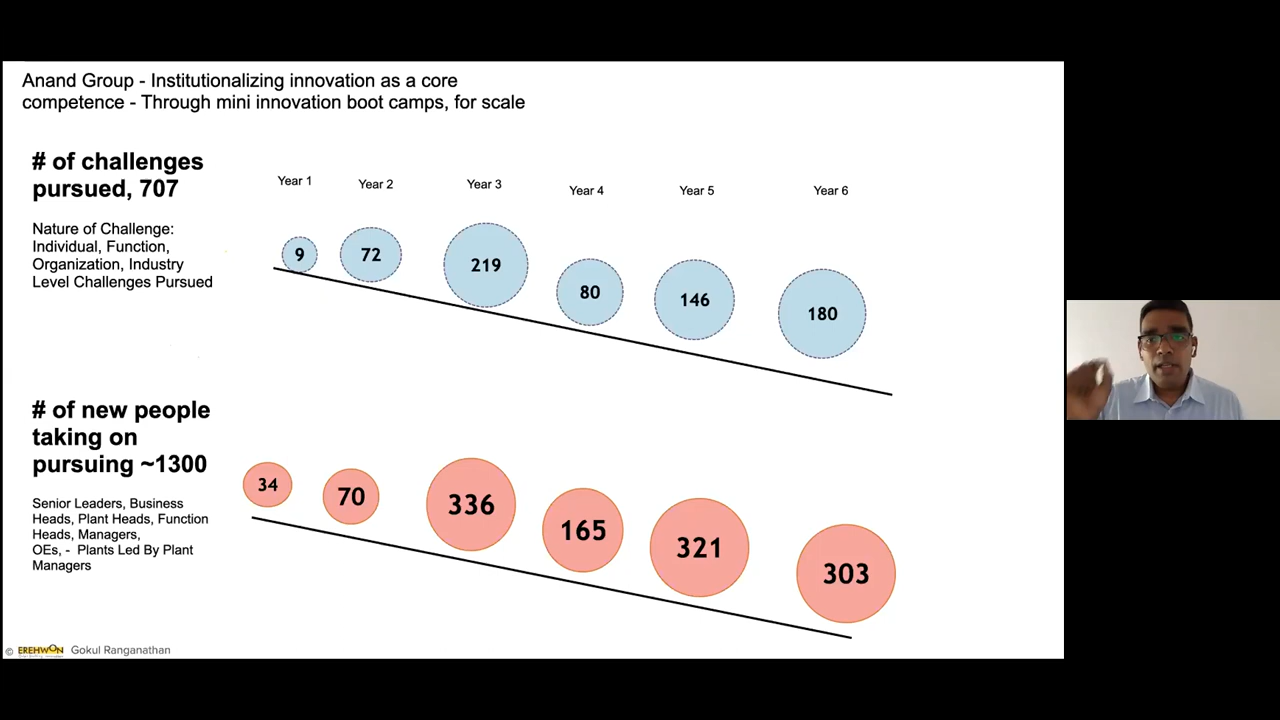 Anand Group - Institutionalizing innovation as a core
competence - Through mini innovation boot camps, for scale
# of challenges
pursued, 707
Nature of Challenge:
Individual, Function,
Organization, Industry
Level Challenges Pursued
Year 1
Year 2
Year 3
Year 4
Year 5
Year 6
9
72
219
80
146
180
# of new people
taking on
pursuing ~1300
Senior Leaders, Business
Heads, Plant Heads, Function
Heads, Managers,
OEs, - Plants Led By Plant
Managers
34
70
336
165
321
303
© EREHWON Gokul Ranganathan